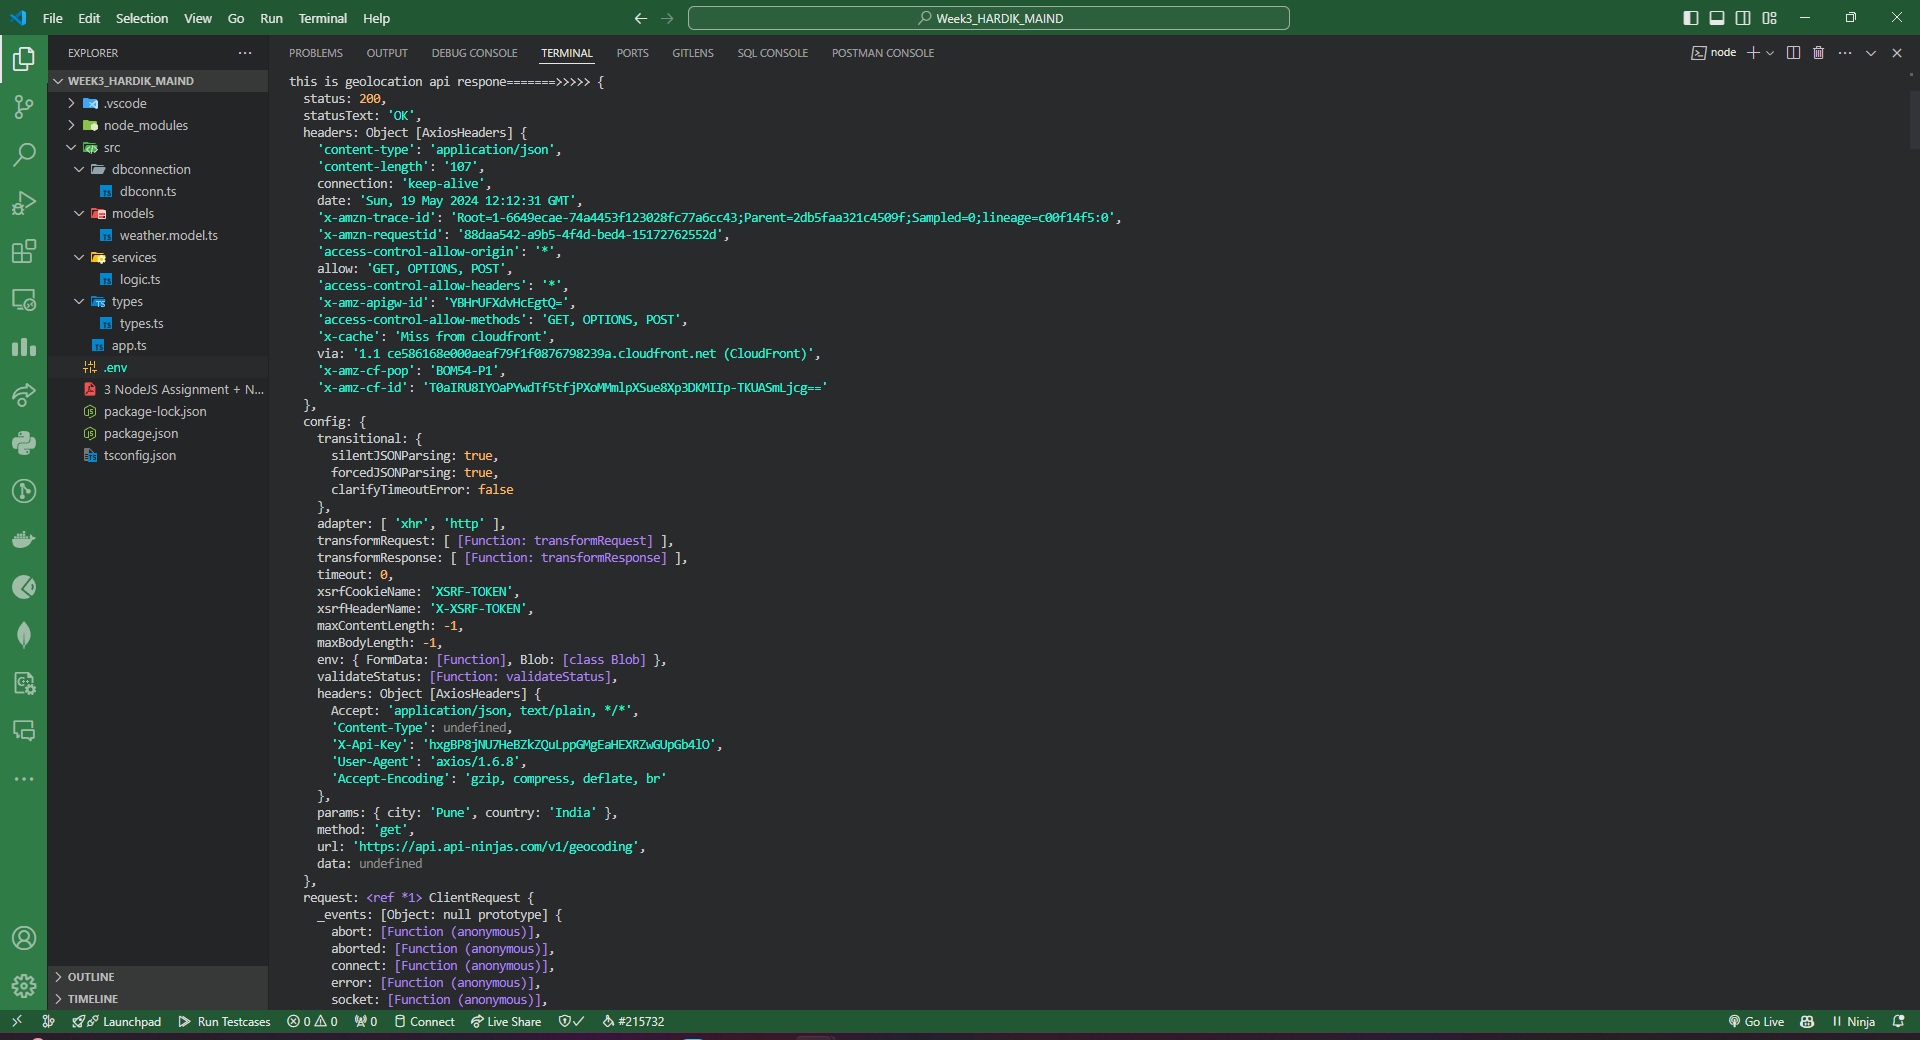 File Edit Selection View Go Run Terminal Help
Week3_HARDIK_MAIND
EXPLORER
WEEK3_HARDIK_MAIND
.vscode
node_modules
src
dbconnection
dbconn.ts
models
weather.model.ts
services
logic.ts
types
types.ts
app.ts
.env
3 NodeJS Assignment + N...
package-lock.json
package.json
tsconfig.json
OUTLINE
TIMELINE
PROBLEMS OUTPUT DEBUG CONSOLE TERMINAL PORTS GITLENS SQL CONSOLE POSTMAN CONSOLE
node
this is geolocation api respone=======>>>>> {
status: 200,
statusText: 'OK',
headers: Object [AxiosHeaders] {
'content-type': 'application/json',
'content-length': '107',
connection: 'keep-alive',
date: 'Sun, 19 May 2024 12:12:31 GMT',
'x-amzn-trace-id': 'Root=1-6649ecae-74a4453f123028fc77a6cc43;Parent=2db5faa321c4509f;Sampled=0;lineage=c00f14f5:0',
'x-amzn-requestid': '88daa542-a9b5-4f4d-bed4-15172762552d',
'access-control-allow-origin': '*',
allow: 'GET, OPTIONS, POST',
'access-control-allow-headers': '*',
'x-amz-apigw-id': 'YBHrUFXdvHcEgtQ=',
'access-control-allow-methods': 'GET, OPTIONS, POST',
'x-cache': 'Miss from cloudfront',
via: '1.1 ce586168e000aeaf79f1f0876798239a.cloudfront.net (CloudFront)',
'x-amz-cf-pop': 'BOM54-P1',
'x-amz-cf-id': 'T0aIRU8IYOaPYwdTf5tfjPXoMMmlpXSue8Xp3DKMIIp-TKUASmLjcg=='
},
config: {
transitional: {
silentJSONParsing: true,
forcedJSONParsing: true,
clarifyTimeoutError: false
},
adapter: [ 'xhr', 'http' ],
transformRequest: [ [Function: transformRequest] ],
transformResponse: [ [Function: transformResponse] ],
timeout: 0,
xsrfCookieName: 'XSRF-TOKEN',
xsrfHeaderName: 'X-XSRF-TOKEN',
maxContentLength: -1,
maxBodyLength: -1,
env: { FormData: [Function], Blob: [class Blob] },
validateStatus: [Function: validateStatus],
headers: Object [AxiosHeaders] {
Accept: 'application/json, text/plain, */*',
'Content-Type': undefined,
'X-Api-Key': 'hxgBP8jNU7HeBZkZQuLppGMgEaHEXRZwGUpGb4lO',
'User-Agent': 'axios/1.6.8',
'Accept-Encoding': 'gzip, compress, deflate, br'
},
params: { city: 'Pune', country: 'India' },
method: 'get',
url: 'https://api.api-ninjas.com/v1/geocoding',
data: undefined
},
request: <ref *1> ClientRequest {
_events: [Object: null prototype] {
abort: [Function (anonymous)],
aborted: [Function (anonymous)],
connect: [Function (anonymous)],
error: [Function (anonymous)],
socket: [Function (anonymous)],
Launchpad Run Testcases 0 0 0 Connect Live Share #215732 Go Live Ninja